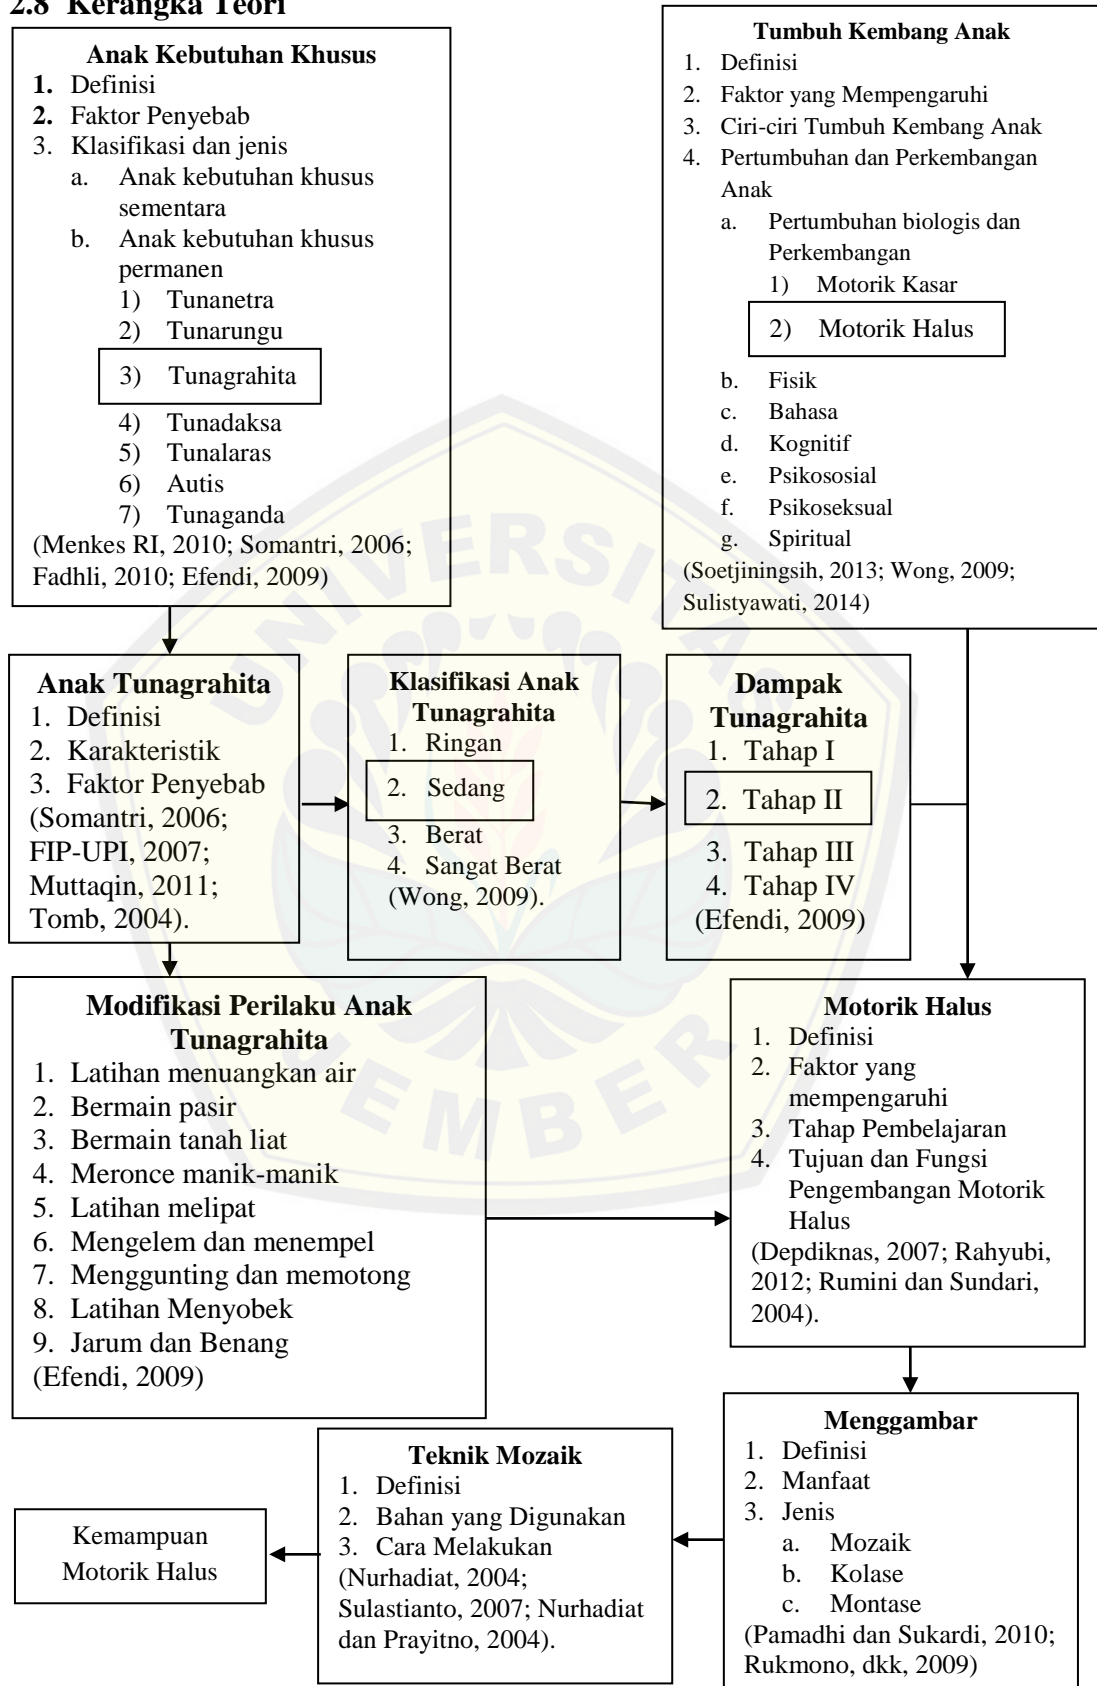 2.8 Kerangka Teori
Anak Kebutuhan Khusus
1. Definisi
2. Faktor Penyebab
3. Klasifikasi dan jenis
a. Anak kebutuhan khusus
sementara
b. Anak kebutuhan khusus
permanen
1) Tunanetra
2) Tunarungu
3) Tunagrahita
4) Tunadaksa
5) Tunalaras
6) Autis
7) Tunaganda
(Menkes RI, 2010; Somantri, 2006;
Fadhli, 2010; Efendi, 2009)
Tumbuh Kembang Anak
1. Definisi
2. Faktor yang Mempengaruhi
3. Ciri-ciri Tumbuh Kembang Anak
4. Pertumbuhan dan Perkembangan
Anak
a. Pertumbuhan biologis dan
Perkembangan
1) Motorik Kasar
2) Motorik Halus
b. Fisik
c. Bahasa
d. Kognitif
e. Psikososial
f. Psikoseksual
g. Spiritual
(Soetjiningsih, 2013; Wong, 2009;
Sulistyawati, 2014)
Anak Tunagrahita
1. Definisi
2. Karakteristik
3. Faktor Penyebab
(Somantri, 2006;
FIP-UPI, 2007;
Muttaqin, 2011;
Tomb, 2004).
Klasifikasi Anak
Tunagrahita
1. Ringan
2. Sedang
3. Berat
4. Sangat Berat
(Wong, 2009).
Dampak
Tunagrahita
1. Tahap I
2. Tahap II
3. Tahap III
4. Tahap IV
(Efendi, 2009)
Modifikasi Perilaku Anak
Tunagrahita
1. Latihan menuangkan air
2. Bermain pasir
3. Bermain tanah liat
4. Meronce manik-manik
5. Latihan melipat
6. Mengelem dan menempel
7. Menggunting dan memotong
8. Latihan Menyobek
9. Jarum dan Benang
(Efendi, 2009)
Motorik Halus
1. Definisi
2. Faktor yang
mempengaruhi
3. Tahap Pembelajaran
4. Tujuan dan Fungsi
Pengembangan Motorik
Halus
(Depdiknas, 2007; Rahyubi,
2012; Rumini dan Sundari,
2004).
Menggambar
1. Definisi
2. Manfaat
3. Jenis
a. Mozaik
b. Kolase
c. Montase
(Pamadhi dan Sukardi, 2010;
Rukmono, dkk, 2009)
Teknik Mozaik
1. Definisi
2. Bahan yang Digunakan
3. Cara Melakukan
(Nurhadiat, 2004;
Sulastianto, 2007; Nurhadiat
dan Prayitno, 2004).
Kemampuan
Motorik Halus
UNIVERSITAS
JEMBER